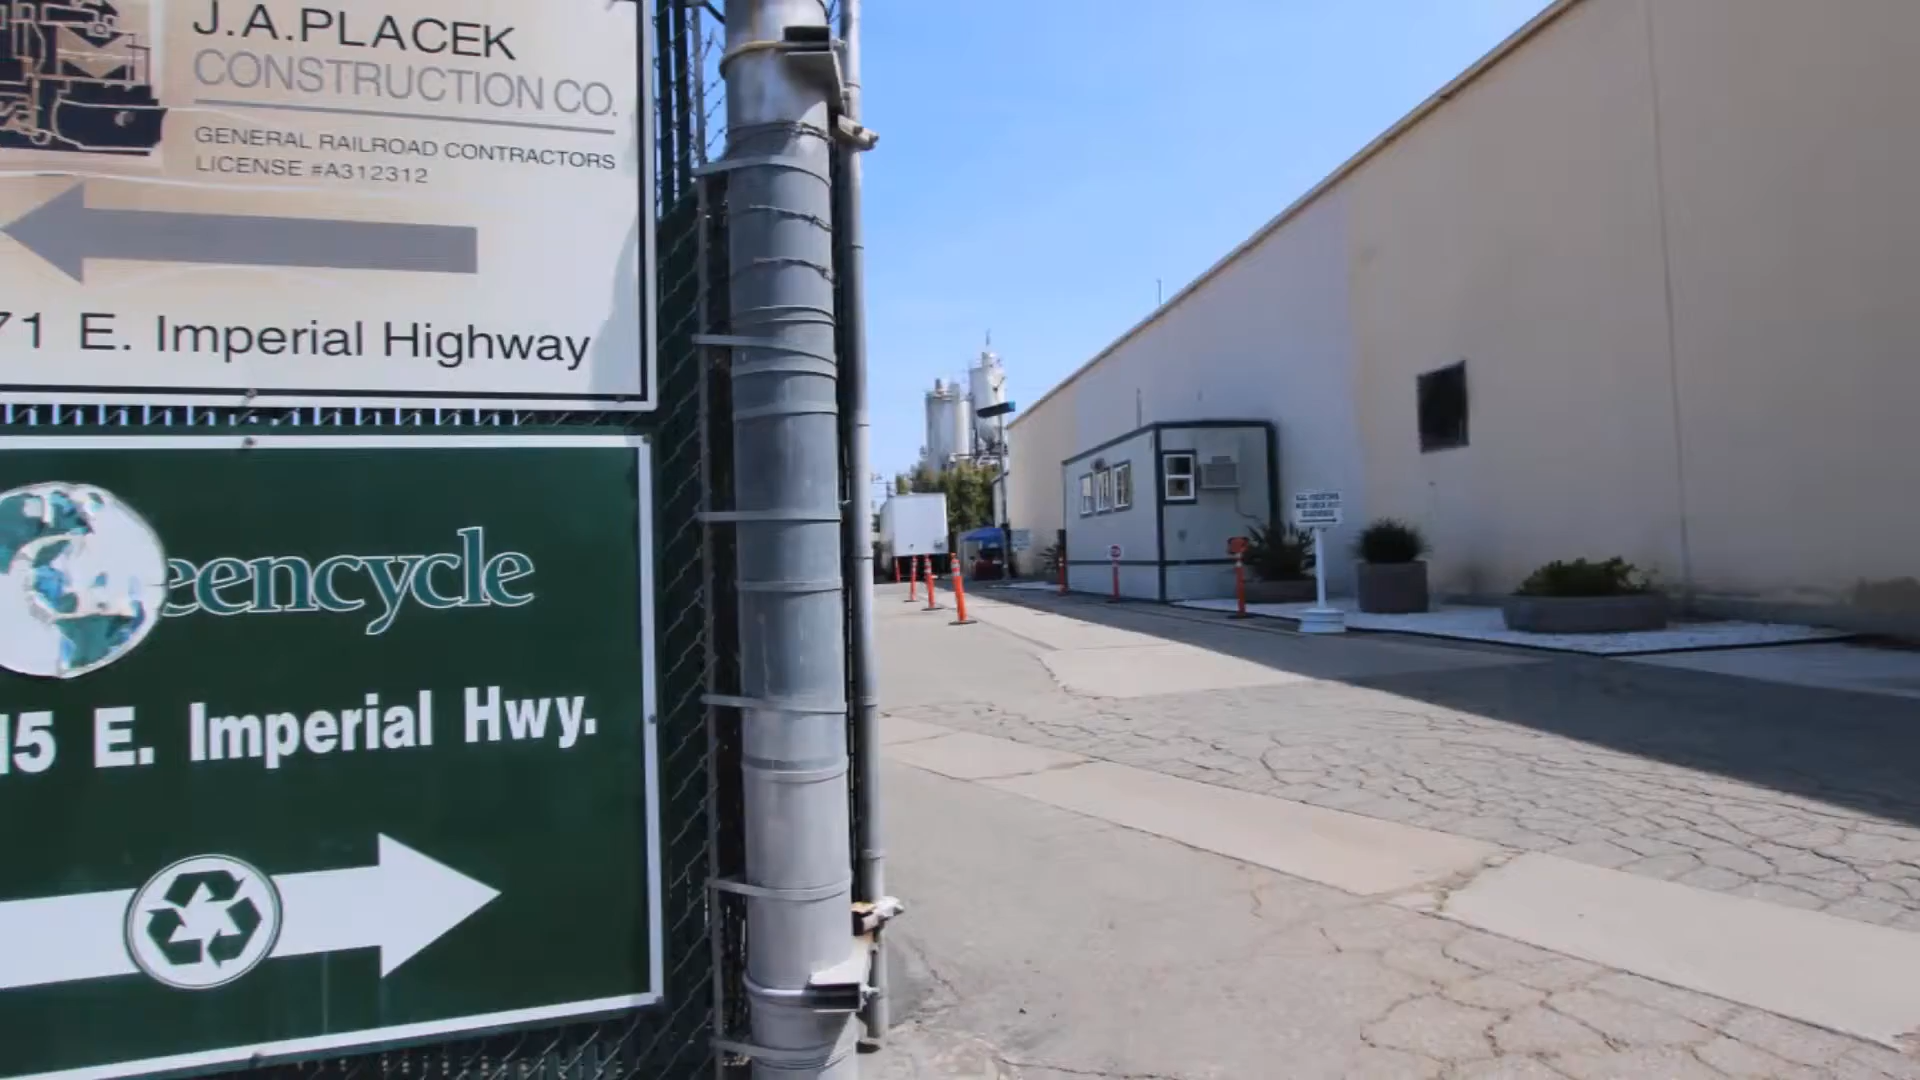 J.A.PLACEK
CONSTRUCTION CO.
GENERAL RAILROAD CONTRACTORS
LICENSE #A312312
71 E. Imperial Highway
eencycle
15 E. Imperial Hwy.